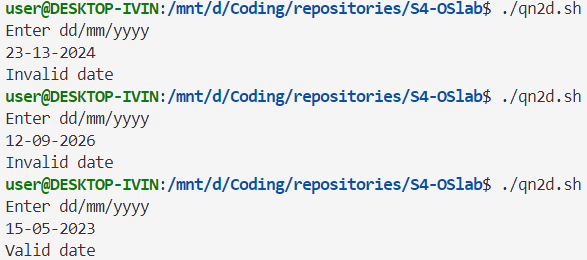 user@DESKTOP-IVIN:/mnt/d/Coding/repositories/S4-OSlab$ ./qn2d.sh
Enter dd/mm/yyyy
23-13-2024
Invalid date
user@DESKTOP-IVIN:/mnt/d/Coding/repositories/S4-OSlab$ ./qn2d.sh
Enter dd/mm/yyyy
12-09-2026
Invalid date
user@DESKTOP-IVIN:/mnt/d/Coding/repositories/S4-OSlab$ ./qn2d.sh
Enter dd/mm/yyyy
15-05-2023
Valid date